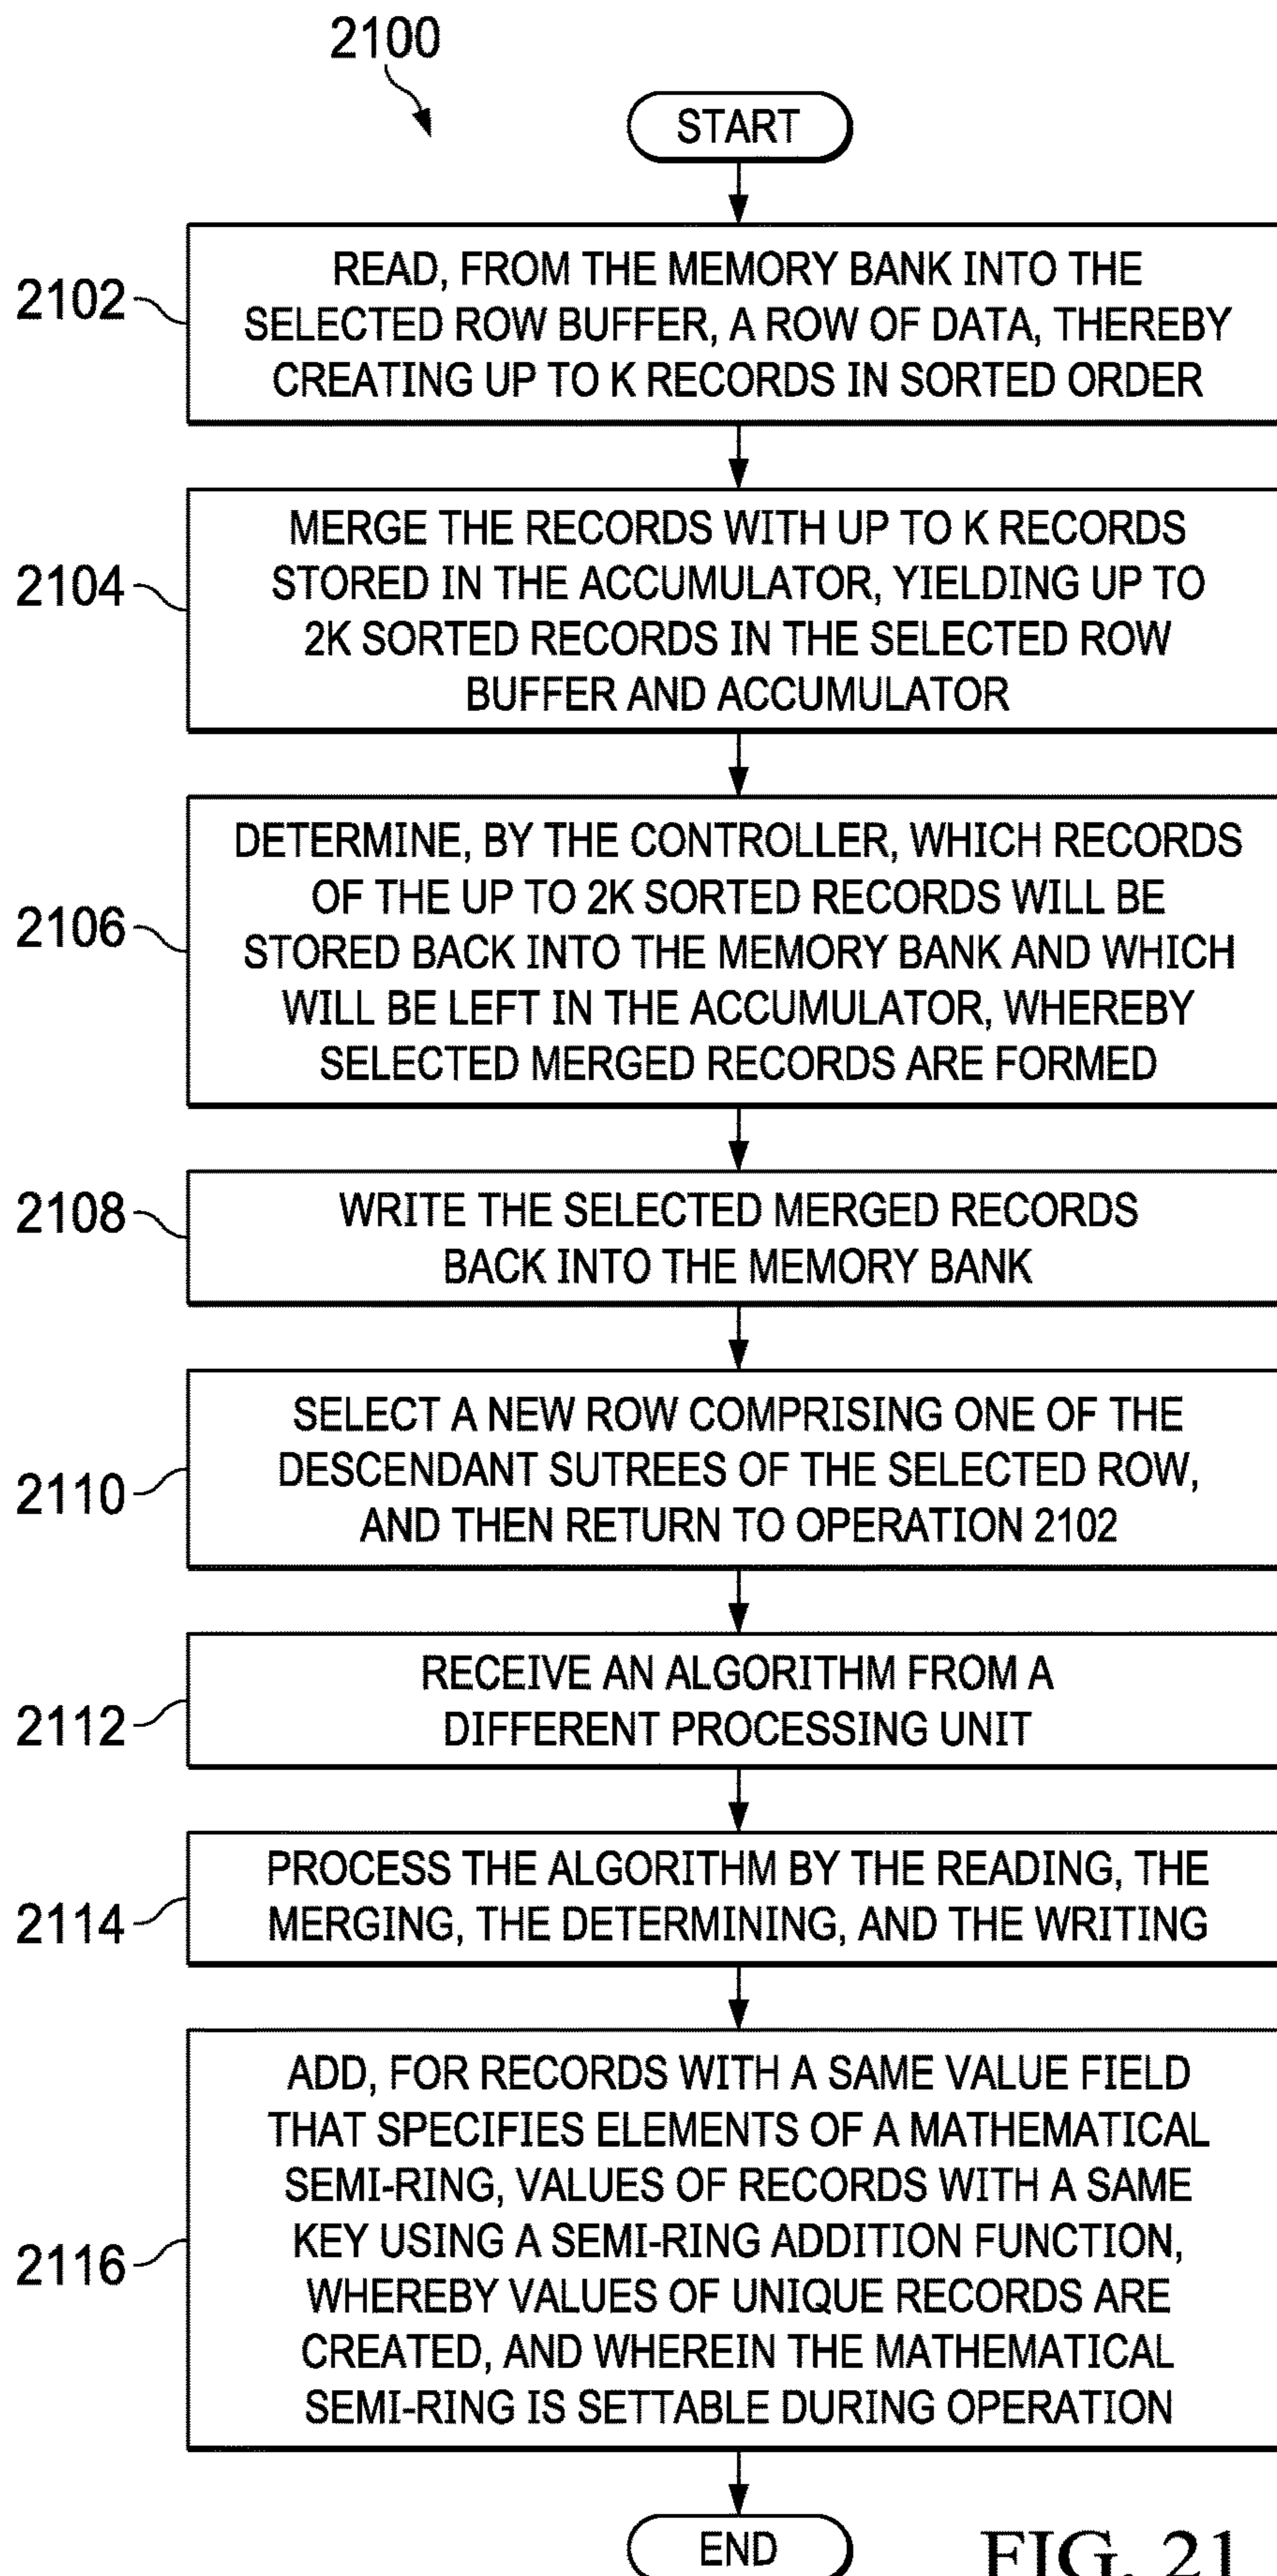 2100
START
2102
READ, FROM THE MEMORY BANK INTO THE
SELECTED ROW BUFFER, A ROW OF DATA, THEREBY
CREATING UP TO K RECORDS IN SORTED ORDER
2104
MERGE THE RECORDS WITH UP TO K RECORDS
STORED IN THE ACCUMULATOR, YIELDING UP TO
2K SORTED RECORDS IN THE SELECTED ROW
BUFFER AND ACCUMULATOR
2106
DETERMINE, BY THE CONTROLLER, WHICH RECORDS
OF THE UP TO 2K SORTED RECORDS WILL BE
STORED BACK INTO THE MEMORY BANK AND WHICH
WILL BE LEFT IN THE ACCUMULATOR, WHEREBY
SELECTED MERGED RECORDS ARE FORMED
2108
WRITE THE SELECTED MERGED RECORDS
BACK INTO THE MEMORY BANK
2110
SELECT A NEW ROW COMPRISING ONE OF THE
DESCENDANT SUTREES OF THE SELECTED ROW,
AND THEN RETURN TO OPERATION 2102
2112
RECEIVE AN ALGORITHM FROM A
DIFFERENT PROCESSING UNIT
2114
PROCESS THE ALGORITHM BY THE READING, THE
MERGING, THE DETERMINING, AND THE WRITING
2116
ADD, FOR RECORDS WITH A SAME VALUE FIELD
THAT SPECIFIES ELEMENTS OF A MATHEMATICAL
SEMI-RING, VALUES OF RECORDS WITH A SAME
KEY USING A SEMI-RING ADDITION FUNCTION,
WHEREBY VALUES OF UNIQUE RECORDS ARE
CREATED, AND WHEREIN THE MATHEMATICAL
SEMI-RING IS SETTABLE DURING OPERATION
END
FIG. 21